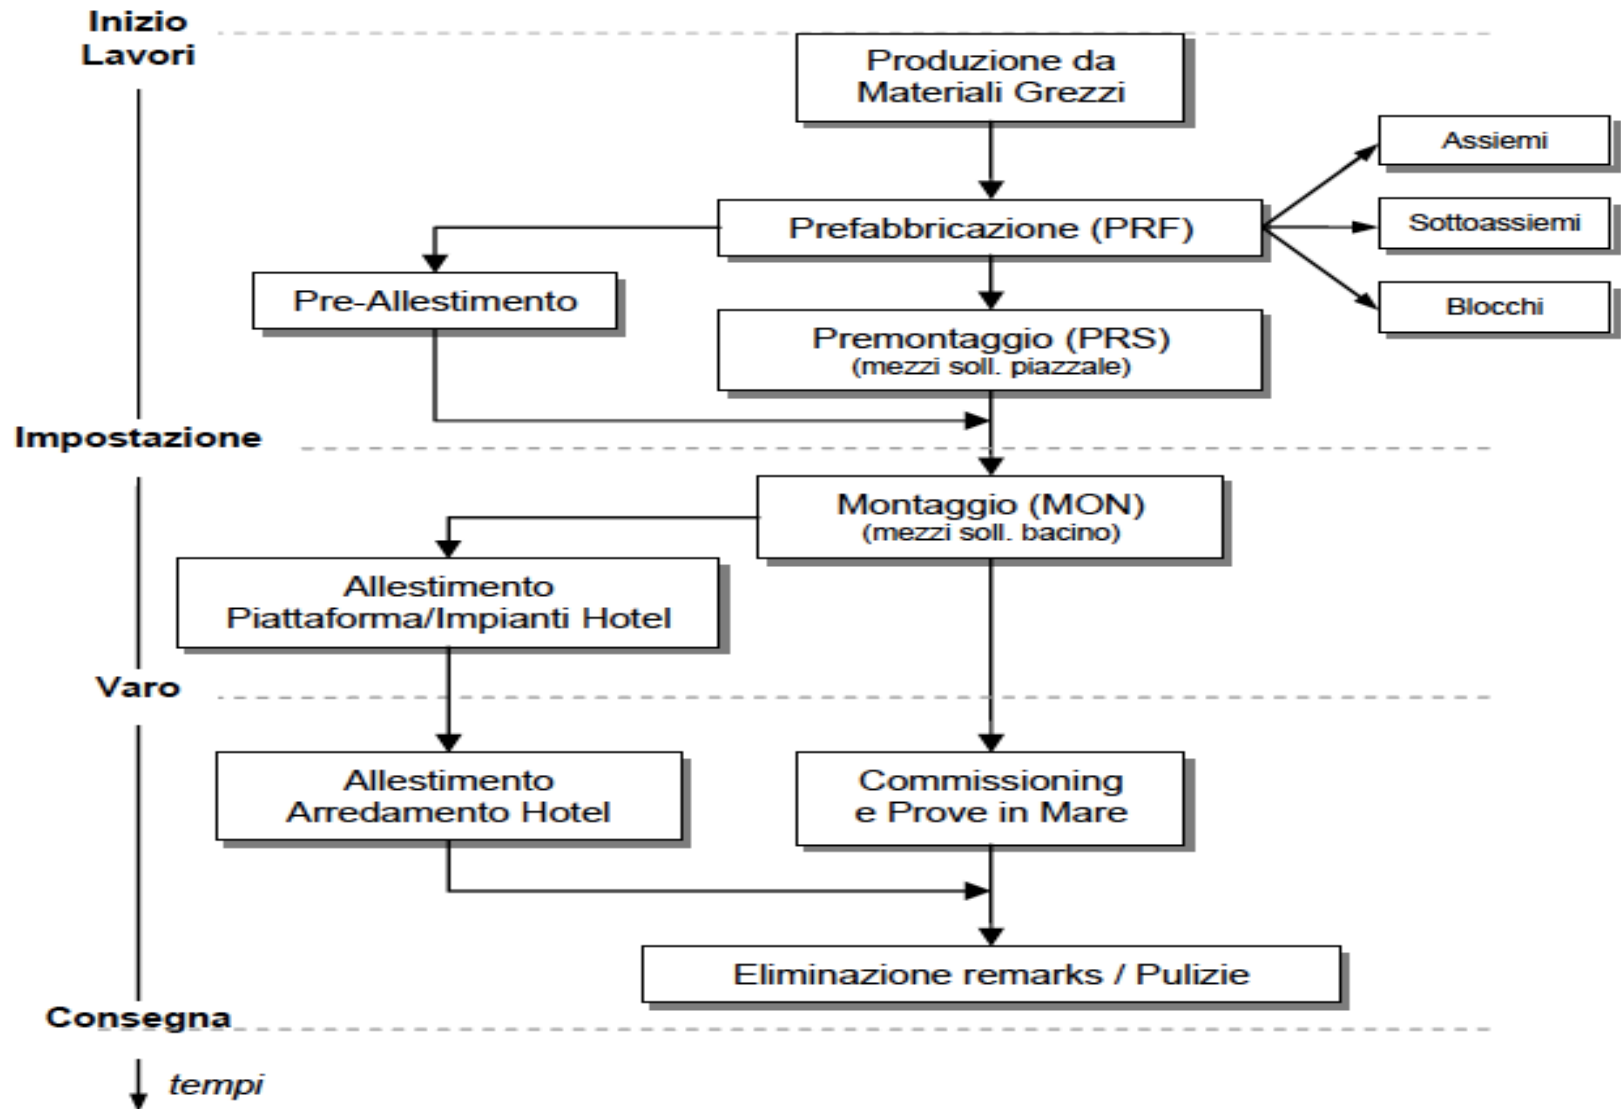 Inizio
Lavori
Produzione da
Materiali Grezzi
Assiemi
Prefabbricazione (PRF)
Sottoassiemi
Pre-Allestimento
Blocchi
Premontaggio (PRS)
(mezzi soll. piazzale)
Impostazione
Montaggio (MON)
(mezzi soll. bacino)
Allestimento
Piattaforma/Impianti Hotel
Varo
Allestimento
Arredamento Hotel
Commissioning
e Prove in Mare
Eliminazione remarks / Pulizie
Consegna
tempi